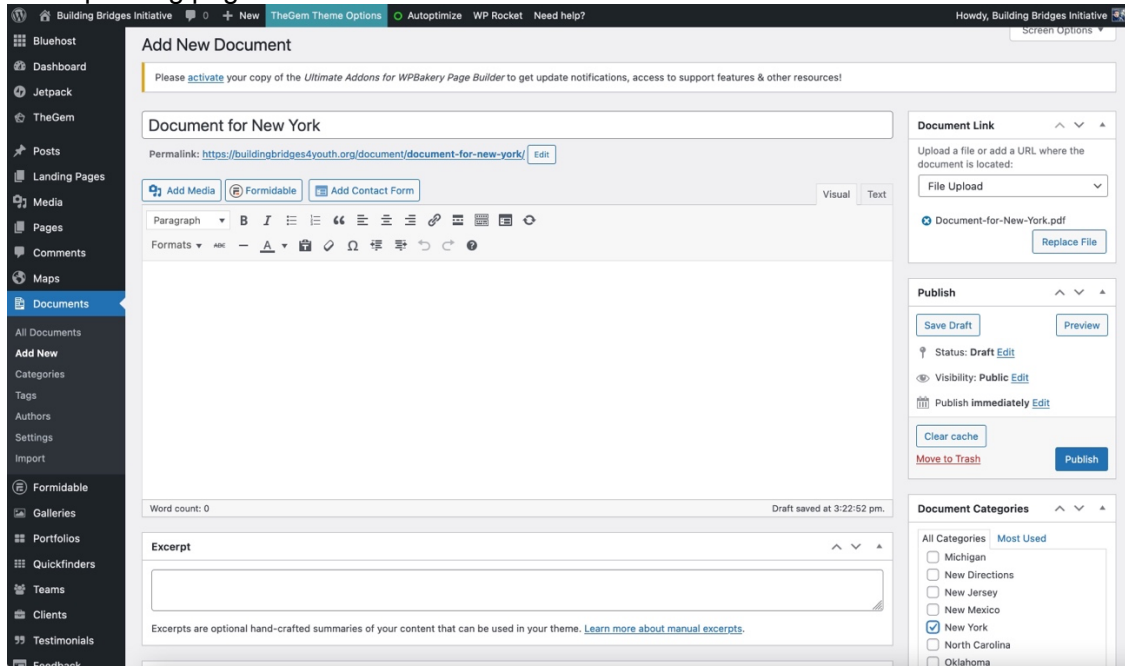 Building Bridges Initiative 0 + New TheGem Theme Options Autoptimize WP Rocket Need help? Howdy, Building Bridges Initiative
Screen Options ▼
Bluehost
Dashboard
Jetpack
TheGem
Posts
Landing Pages
Media
Pages
Comments
Maps
Documents
All Documents
Add New
Categories
Tags
Authors
Settings
Import
Formidable
Galleries
Portfolios
Quickfinders
Teams
Clients
Testimonials
Feedback
Add New Document
Please activate your copy of the Ultimate Addons for WPBakery Page Builder to get update notifications, access to support features & other resources!
Document for New York
Permalink: https://buildingbridges4youth.org/document/document-for-new-york/ Edit
Add Media Formidable Add Contact Form Visual Text
Paragraph B I
Formats ABC A Ω
Word count: 0 Draft saved at 3:22:52 pm.
Excerpt
Excerpts are optional hand-crafted summaries of your content that can be used in your theme. Learn more about manual excerpts.
Document Link
Upload a file or add a URL where the
document is located:
File Upload
Document-for-New-York.pdf
Replace File
Publish
Save Draft Preview
Status: Draft Edit
Visibility: Public Edit
Publish immediately Edit
Clear cache
Move to Trash Publish
Document Categories
All Categories Most Used
Michigan
New Directions
New Jersey
New Mexico
New York
North Carolina
Oklahoma